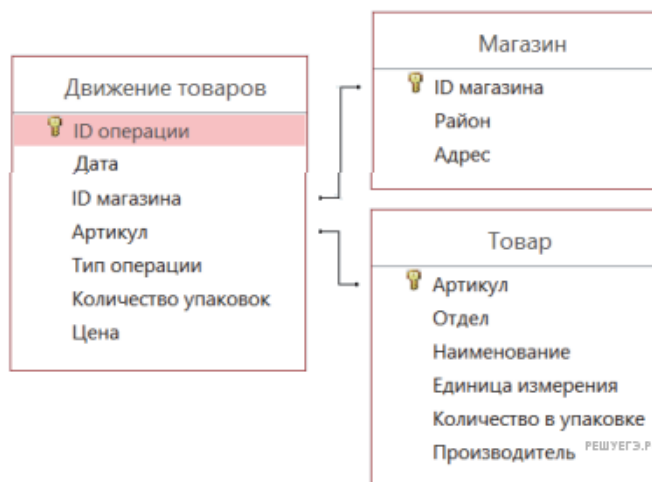 Движение товаров
ID операции
Дата
ID магазина
Артикул
Тип операции
Количество упаковок
Цена
Магазин
ID магазина
Район
Адрес
Товар
Артикул
Отдел
Наименование
Единица измерения
Количество в упаковке
Производитель
РЕШУЕГЭ.Р